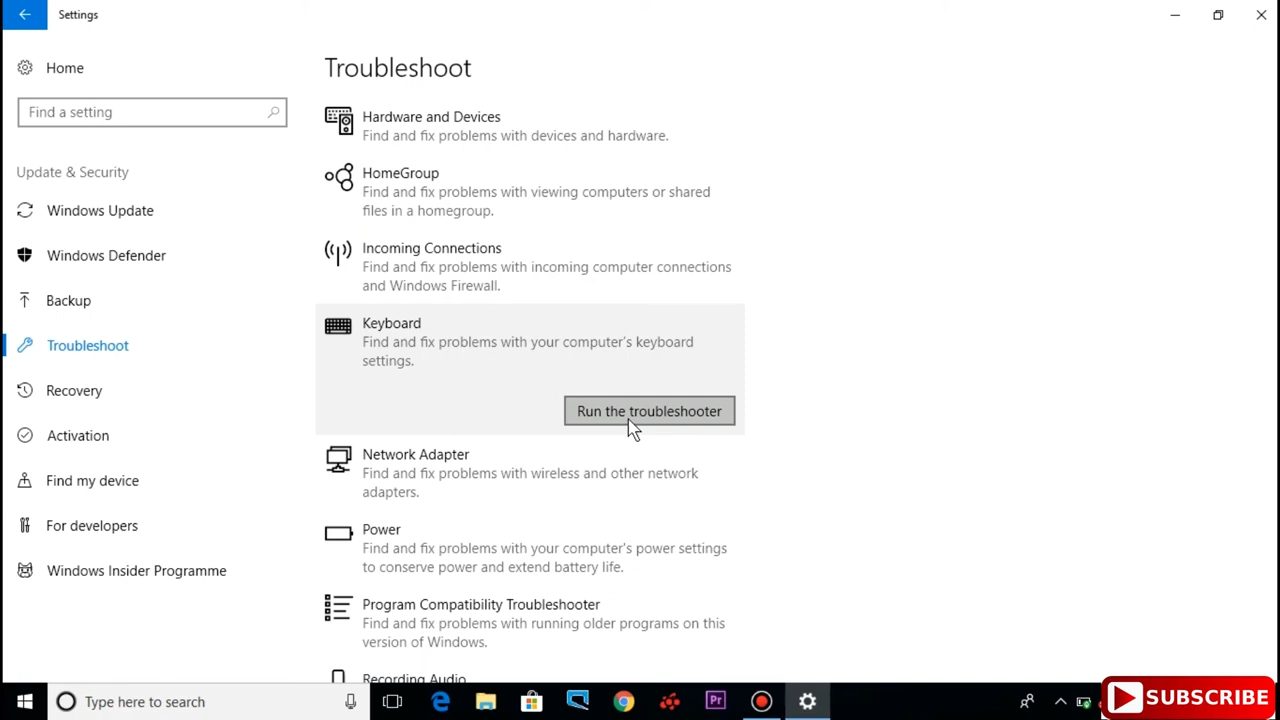 Settings
Home
Find a setting
Update & Security
Windows Update
Windows Defender
Backup
Troubleshoot
Recovery
Activation
Find my device
For developers
Windows Insider Programme
Troubleshoot
Hardware and Devices
Find and fix problems with devices and hardware.
HomeGroup
Find and fix problems with viewing computers or shared
files in a homegroup.
Incoming Connections
Find and fix problems with incoming computer connections
and Windows Firewall.
Keyboard
Find and fix problems with your computer's keyboard
settings.
Run the troubleshooter
Network Adapter
Find and fix problems with wireless and other network
adapters.
Power
Find and fix problems with your computer's power settings
to conserve power and extend battery life.
Program Compatibility Troubleshooter
Find and fix problems with running older programs on this
version of Windows.
Recording Audio
Type here to search
Pr
SUBSCRIBE